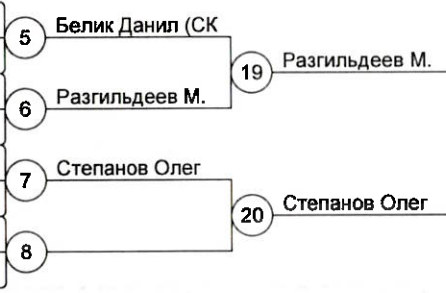 5
Белик Данил (СК
19
Разгильдеев М.
6
Разгильдеев М.
7
Степанов Олег
20
Степанов Олег
8